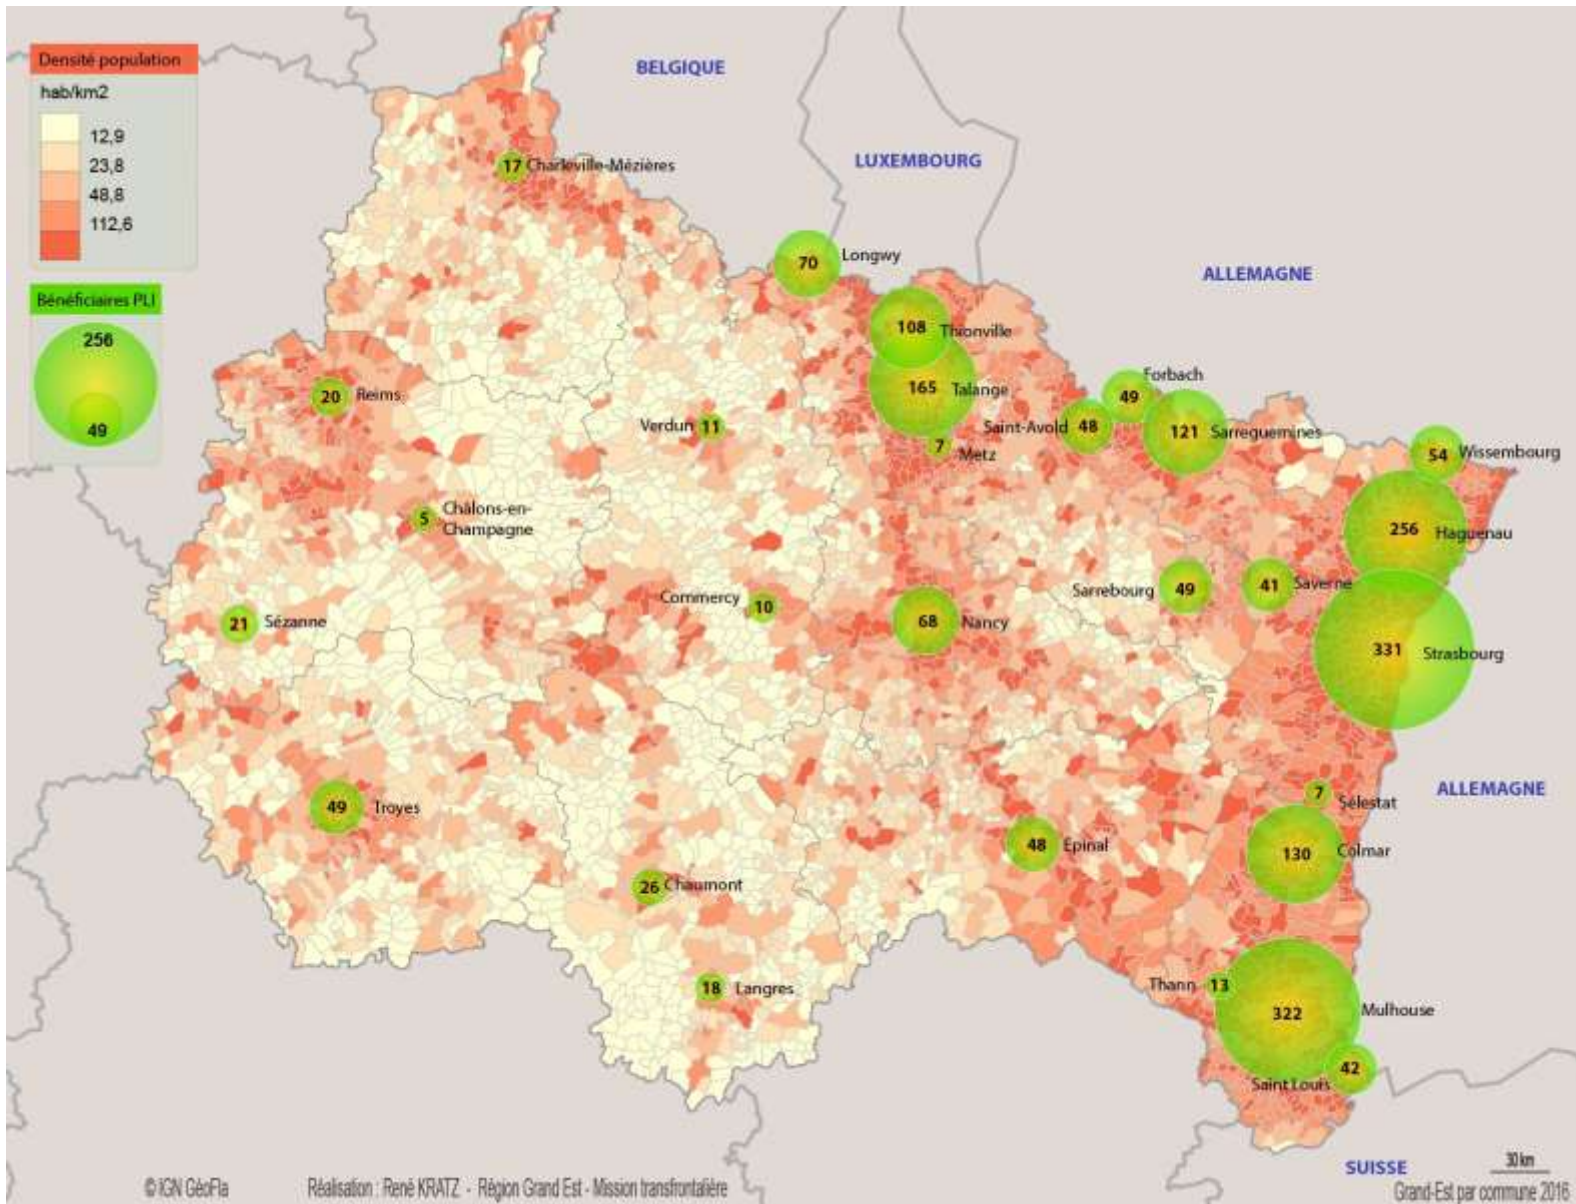 Densité population
hab/km2
12,9
23,8
48,8
112,6
Bénéficiaires PLI
256
49
BELGIQUE
LUXEMBOURG
ALLEMAGNE
17 Charleville-Mézières
70 Longwy
108 Thionville
165 Talange
Forbach
49
Saint-Avold 48
121 Sarreguemines
7 Metz
54 Wissembourg
20 Reims
Verdun 11
5 Châlons-en-
Champagne
256 Haguenau
Sarrebourg 49
41 Saverne
Commercy 10
21 Sézanne
68 Nancy
331 Strasbourg
ALLEMAGNE
7 Sélestat
49 Troyes
48 Epinal
130 Colmar
26 Chaumont
18 Langres
Thann 13
322 Mulhouse
42
Saint Louis
SUISSE
30 km
© IGN GéoFla
Réalisation : René KRATZ - Région Grand Est - Mission transfrontalière
Grand-Est par commune 2016